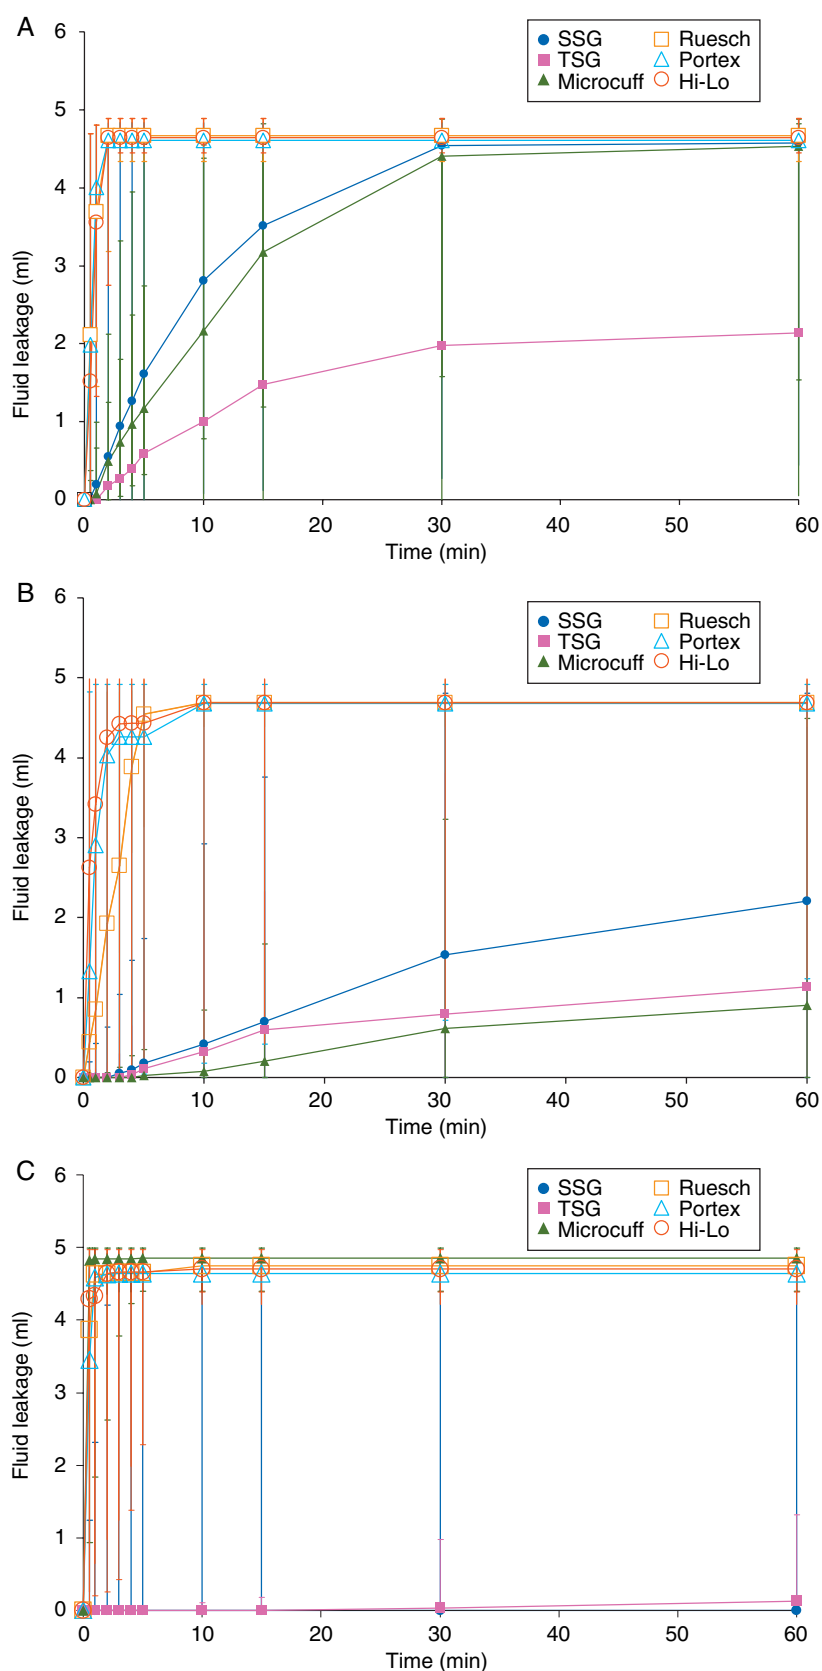 A
SSG Ruesch
TSG Portex
Microcuff Hi-Lo
6
5
4
3
2
1
0
Fluid leakage (ml)
0 10 20 30 40 50 60
Time (min)
B
SSG Ruesch
TSG Portex
Microcuff Hi-Lo
6
5
4
3
2
1
0
Fluid leakage (ml)
0 10 20 30 40 50 60
Time (min)
C
SSG Ruesch
TSG Portex
Microcuff Hi-Lo
6
5
4
3
2
1
0
Fluid leakage (ml)
0 10 20 30 40 50 60
Time (min)